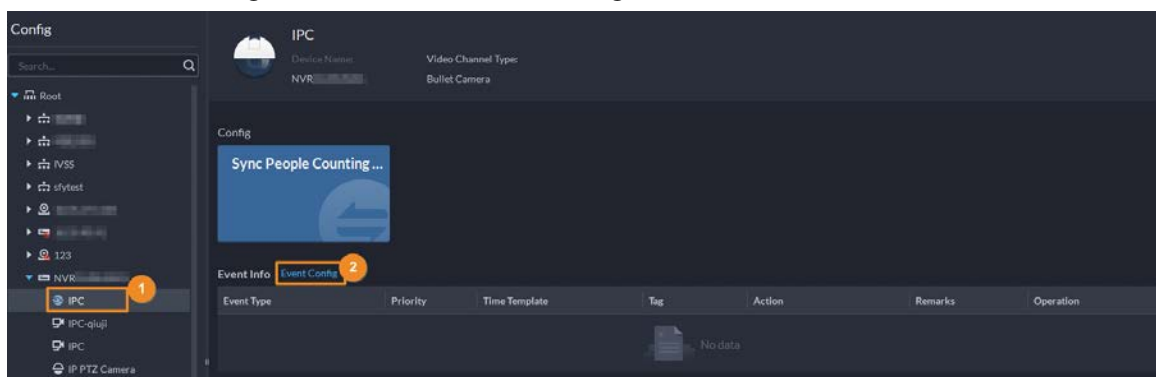 Config
Search...
Root
IVSS
sfytest
123
NVR
1
IPC
IPC-qiuji
IPC
IP PTZ Camera
IPC
Device Name:
Video Channel Type:
NVR
Bullet Camera
Config
Sync People Counting ...
Event Info Event Config 2
Event Type Priority Time Template Tag Action Remarks Operation
No data